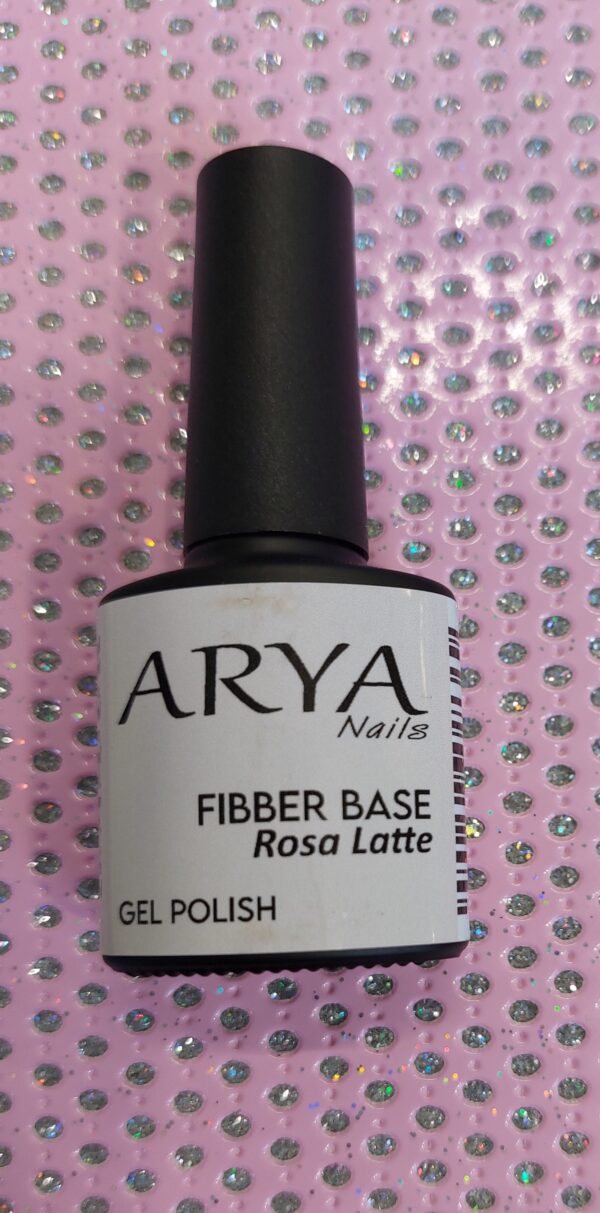 ARYA
Nails
FIBBER BASE
Rosa Latte
GEL POLISH